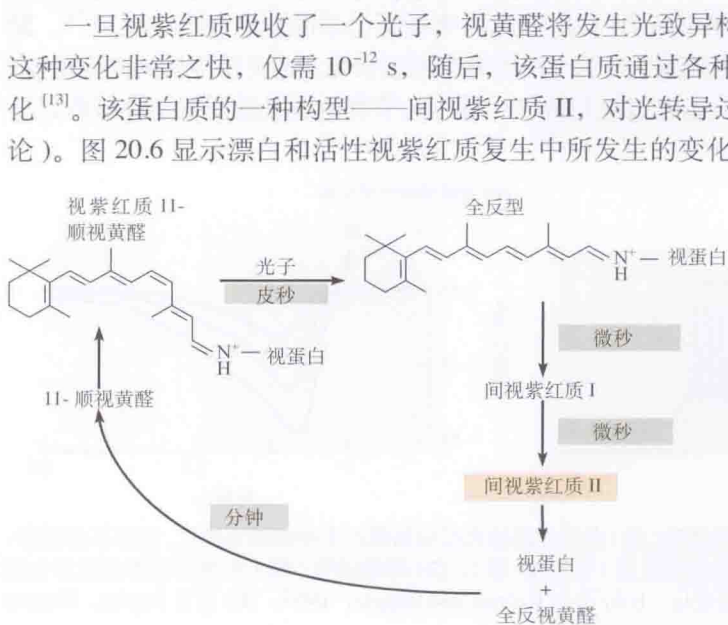 一旦视紫红质吸收了一个光子，视黄醛将发生光致异构
这种变化非常之快，仅需 10⁻¹² s，随后，该蛋白质通过各种
化 [13]。该蛋白质的一种构型——间视紫红质 II，对光转导过
论 )。图 20.6 显示漂白和活性视紫红质复生中所发生的变化
视紫红质 11-
顺视黄醛
光子
皮秒
全反型
N⁺
H
视蛋白
N⁺
H
视蛋白
微秒
11- 顺视黄醛
间视紫红质 I
微秒
间视紫红质 II
分钟
视蛋白
+
全反视黄醛